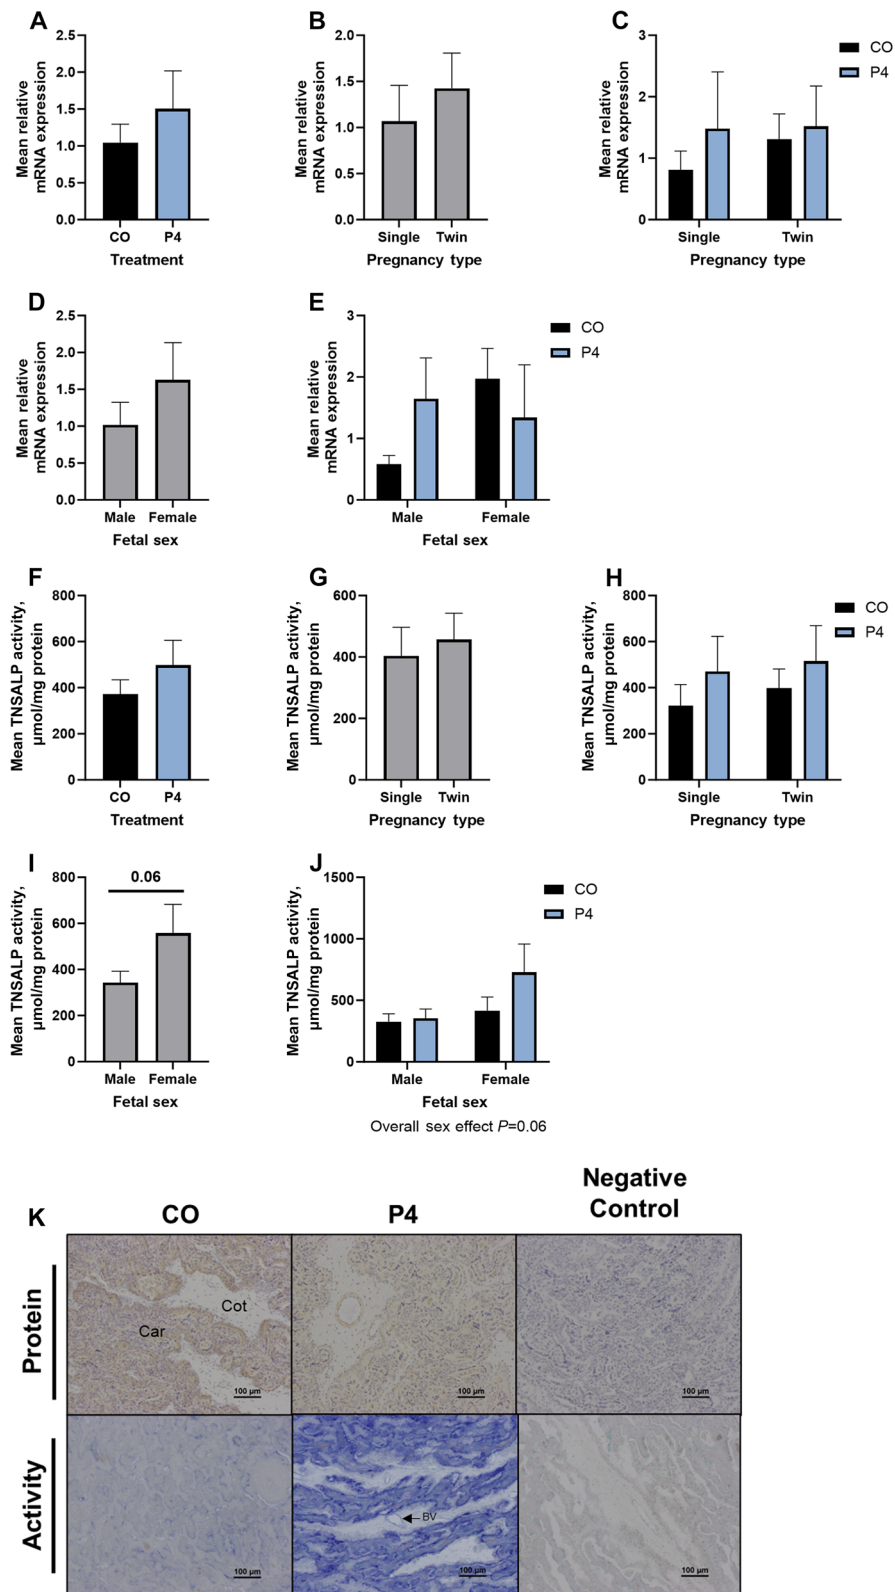 A
Mean relative
mRNA expression
2.5
2.0
1.5
1.0
0.5
0.0
CO P4
Treatment
B
Mean relative
mRNA expression
2.0
1.5
1.0
0.5
0.0
Single Twin
Pregnancy type
C
Mean relative
mRNA expression
3
2
1
0
Single Twin
Pregnancy type
CO
P4
D
Mean relative
mRNA expression
2.5
2.0
1.5
1.0
0.5
0.0
Male Female
Fetal sex
E
Mean relative
mRNA expression
3
2
1
0
Male Female
Fetal sex
CO
P4
F
Mean TNSALP activity,
µmol/mg protein
800
600
400
200
0
CO P4
Treatment
G
Mean TNSALP activity,
µmol/mg protein
600
400
200
0
Single Twin
Pregnancy type
H
Mean TNSALP activity,
µmol/mg protein
800
600
400
200
0
Single Twin
Pregnancy type
CO
P4
I
Mean TNSALP activity,
µmol/mg protein
800
600
400
200
0
0.06
Male Female
Fetal sex
J
Mean TNSALP activity,
µmol/mg protein
1500
1000
500
0
Male Female
Fetal sex
CO
P4
Overall sex effect P=0.06
K
CO
P4
Negative
Control
Protein
Cot
Car
100 µm
100 µm
100 µm
Activity
BV
100 µm
100 µm
100 µm